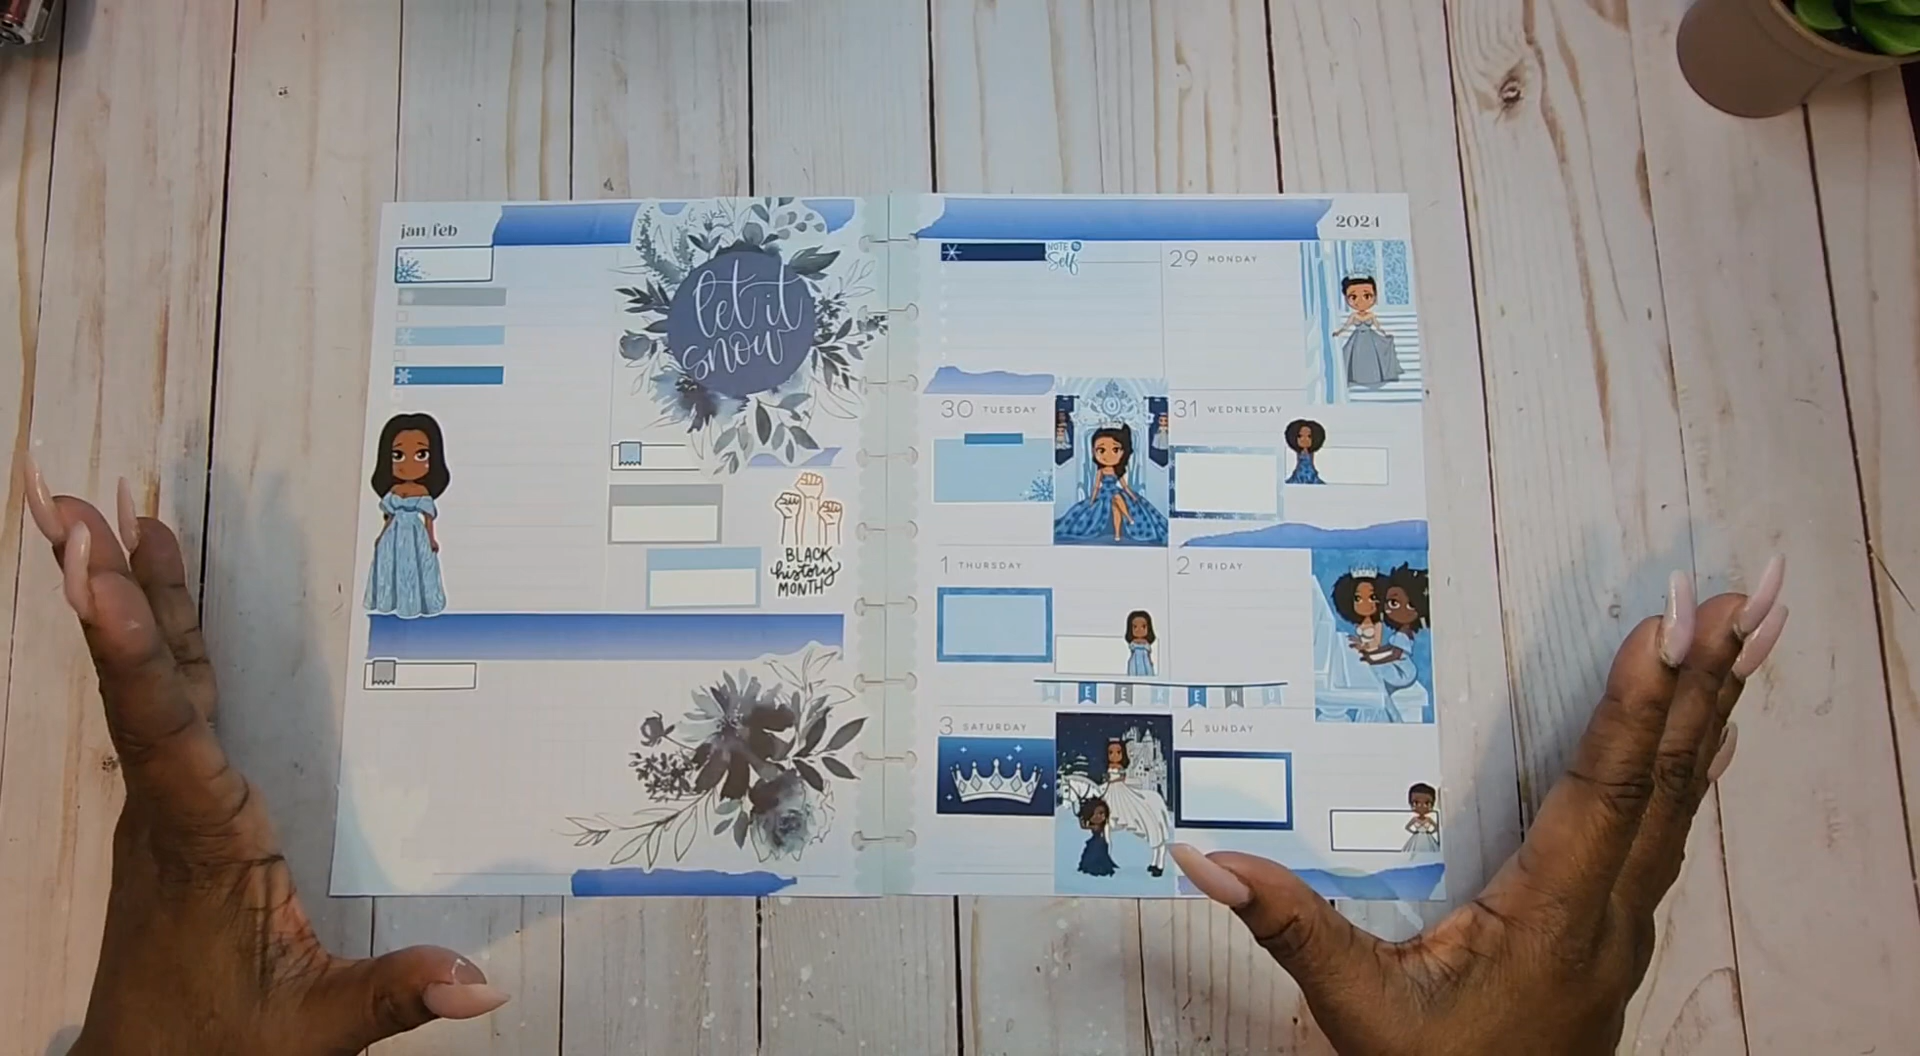 jan/feb
2024
let it
snow
NOTE to
Self
29 MONDAY
30 TUESDAY
31 WEDNESDAY
BLACK
history
MONTH
1 THURSDAY
2 FRIDAY
WEEKEND
3 SATURDAY
4 SUNDAY